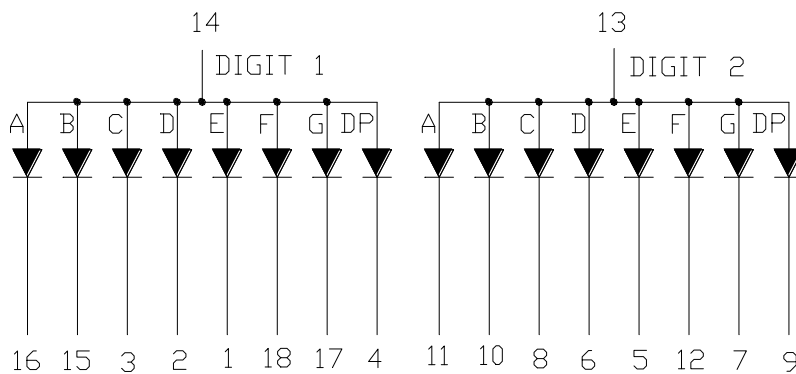 14 13
DIGIT 1 DIGIT 2
A B C D E F G DP A B C D E F G DP
16 15 3 2 1 18 17 4 11 10 8 6 5 12 7 9